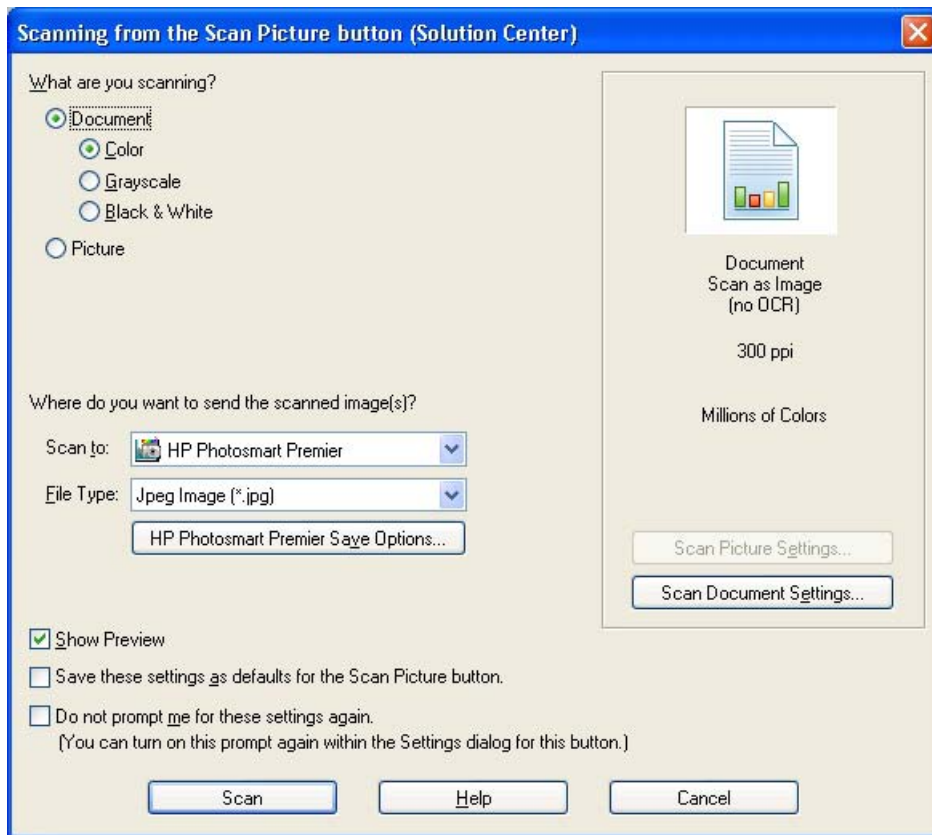 Scanning from the Scan Picture button (Solution Center)
What are you scanning?
Document
Color
Grayscale
Black & White
Picture
Document
Scan as Image
(no OCR)
300 ppi
Millions of Colors
Where do you want to send the scanned image(s)?
Scan to: HP Photosmart Premier
File Type: Jpeg Image (*.jpg)
HP Photosmart Premier Save Options...
Scan Picture Settings...
Scan Document Settings...
Show Preview
Save these settings as defaults for the Scan Picture button.
Do not prompt me for these settings again.
(You can turn on this prompt again within the Settings dialog for this button.)
Scan Help Cancel